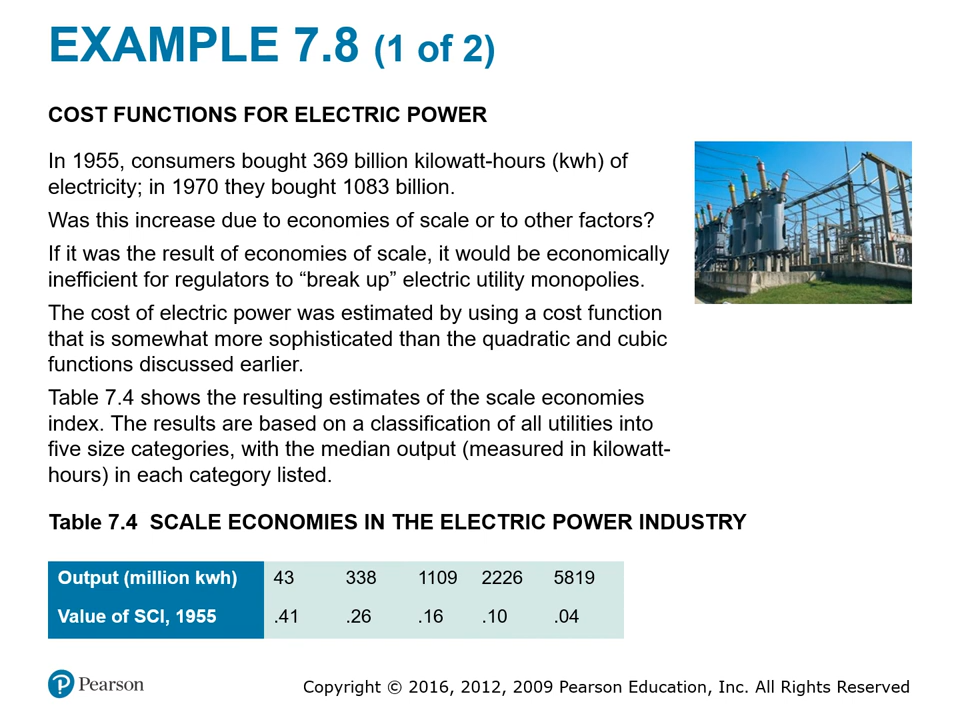 EXAMPLE 7.8 (1 of 2)
COST FUNCTIONS FOR ELECTRIC POWER
In 1955, consumers bought 369 billion kilowatt-hours (kwh) of
electricity; in 1970 they bought 1083 billion.
Was this increase due to economies of scale or to other factors?
If it was the result of economies of scale, it would be economically
inefficient for regulators to “break up” electric utility monopolies.
The cost of electric power was estimated by using a cost function
that is somewhat more sophisticated than the quadratic and cubic
functions discussed earlier.
Table 7.4 shows the resulting estimates of the scale economies
index. The results are based on a classification of all utilities into
five size categories, with the median output (measured in kilowatt-
hours) in each category listed.
Table 7.4 SCALE ECONOMIES IN THE ELECTRIC POWER INDUSTRY
Output (million kwh) 43 338 1109 2226 5819
Value of SCI, 1955 .41 .26 .16 .10 .04
Pearson
Copyright © 2016, 2012, 2009 Pearson Education, Inc. All Rights Reserved